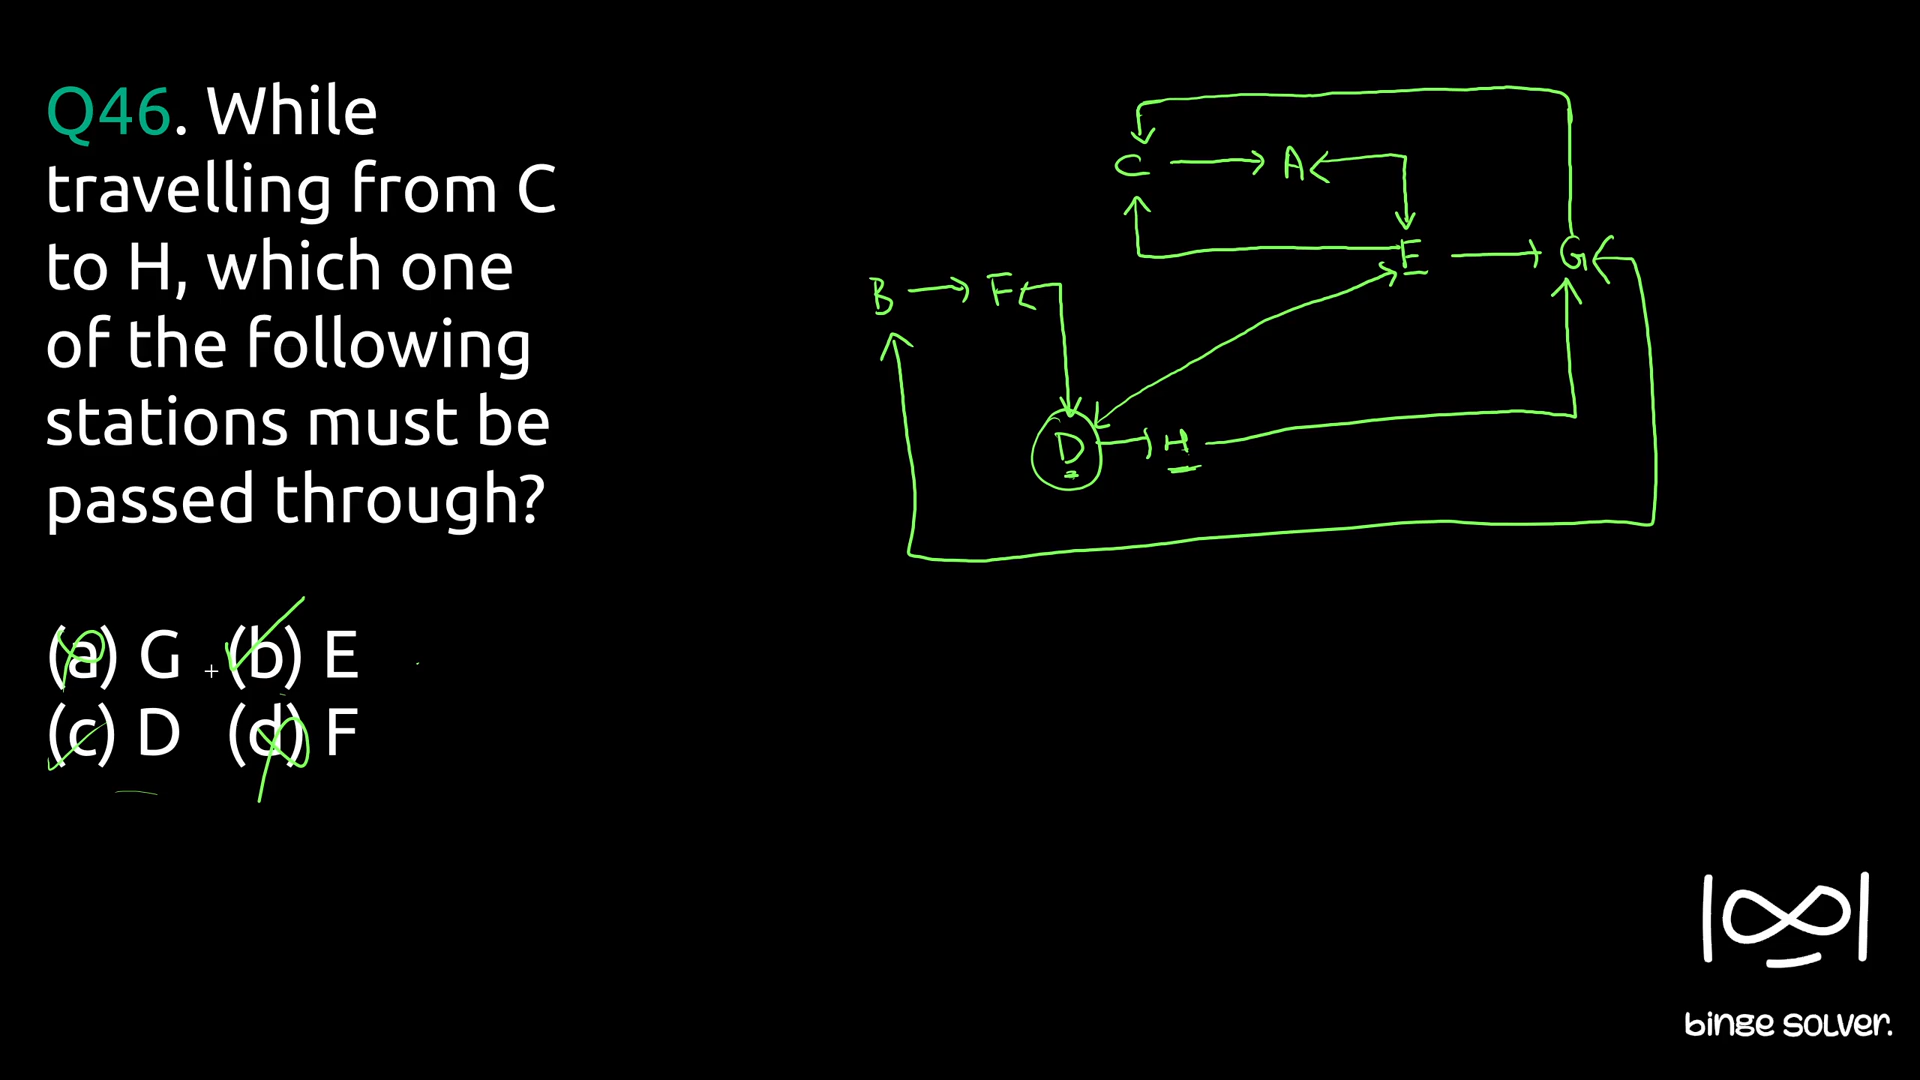 Q46. While
travelling from C
to H, which one
of the following
stations must be
passed through?
(a) G (b) E
(c) D (d) F
C A
E G
B F
D H
binge solver.